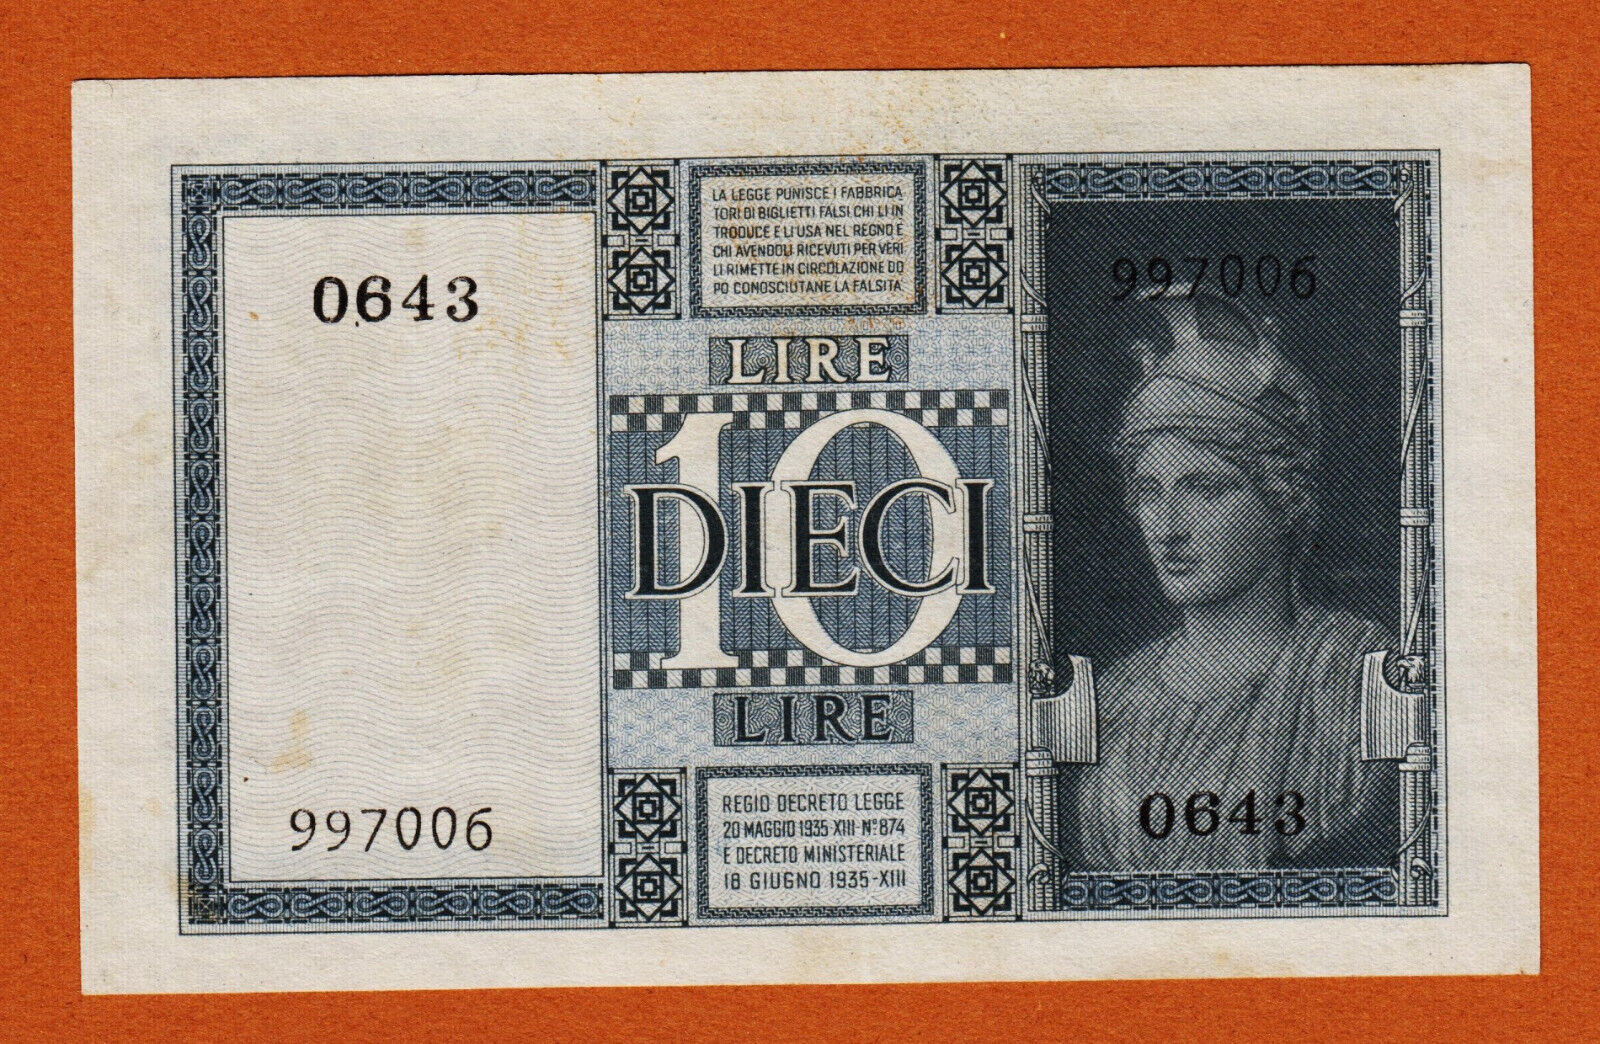 0643
997006
LA LEGGE PUNISCE I FABBRICA
TORI DI BIGLIETTI FALSI CHI LI IN
TRODUCE E LI USA NEL REGNO E
CHI AVENDOLI RICEVUTI PER VERI
LI RIMETTE IN CIRCOLAZIONE DO
PO CONOSCIUTANE LA FALSITA
LIRE
10
DIECI
LIRE
REGIO DECRETO LEGGE
20 MAGGIO 1935 XIII Nº 874
E DECRETO MINISTERIALE
18 GIUGNO 1935-XIII
997006
0643